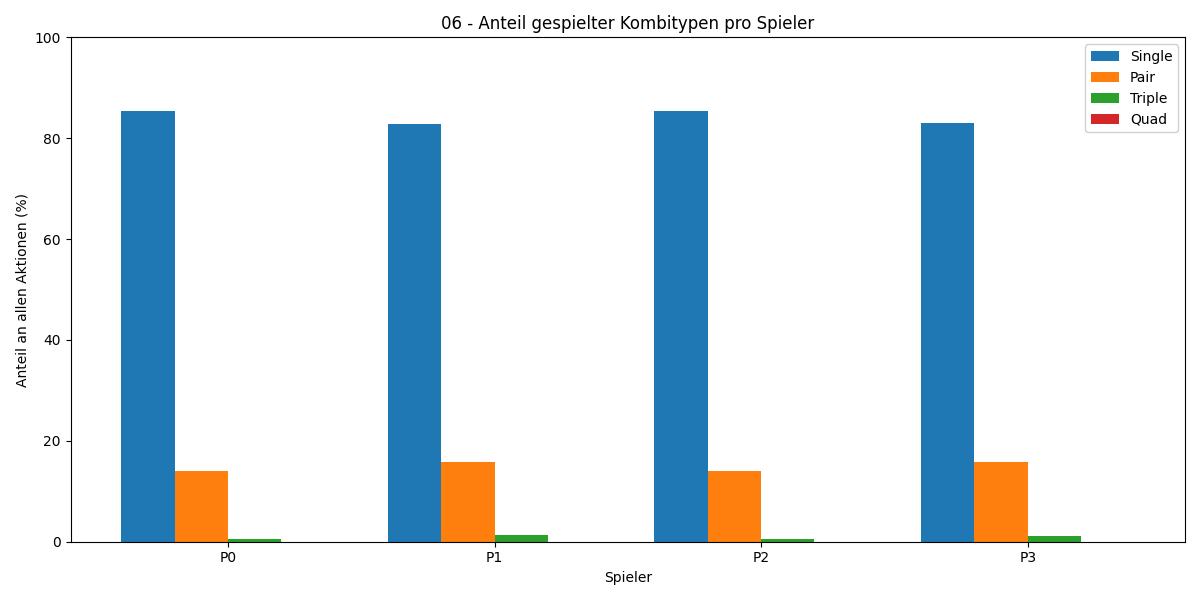 06 - Anteil gespielter Kombitypen pro Spieler
Anteil an allen Aktionen (%)
100
80
60
40
20
0
Single
Pair
Triple
Quad
P0
P1
P2
P3
Spieler